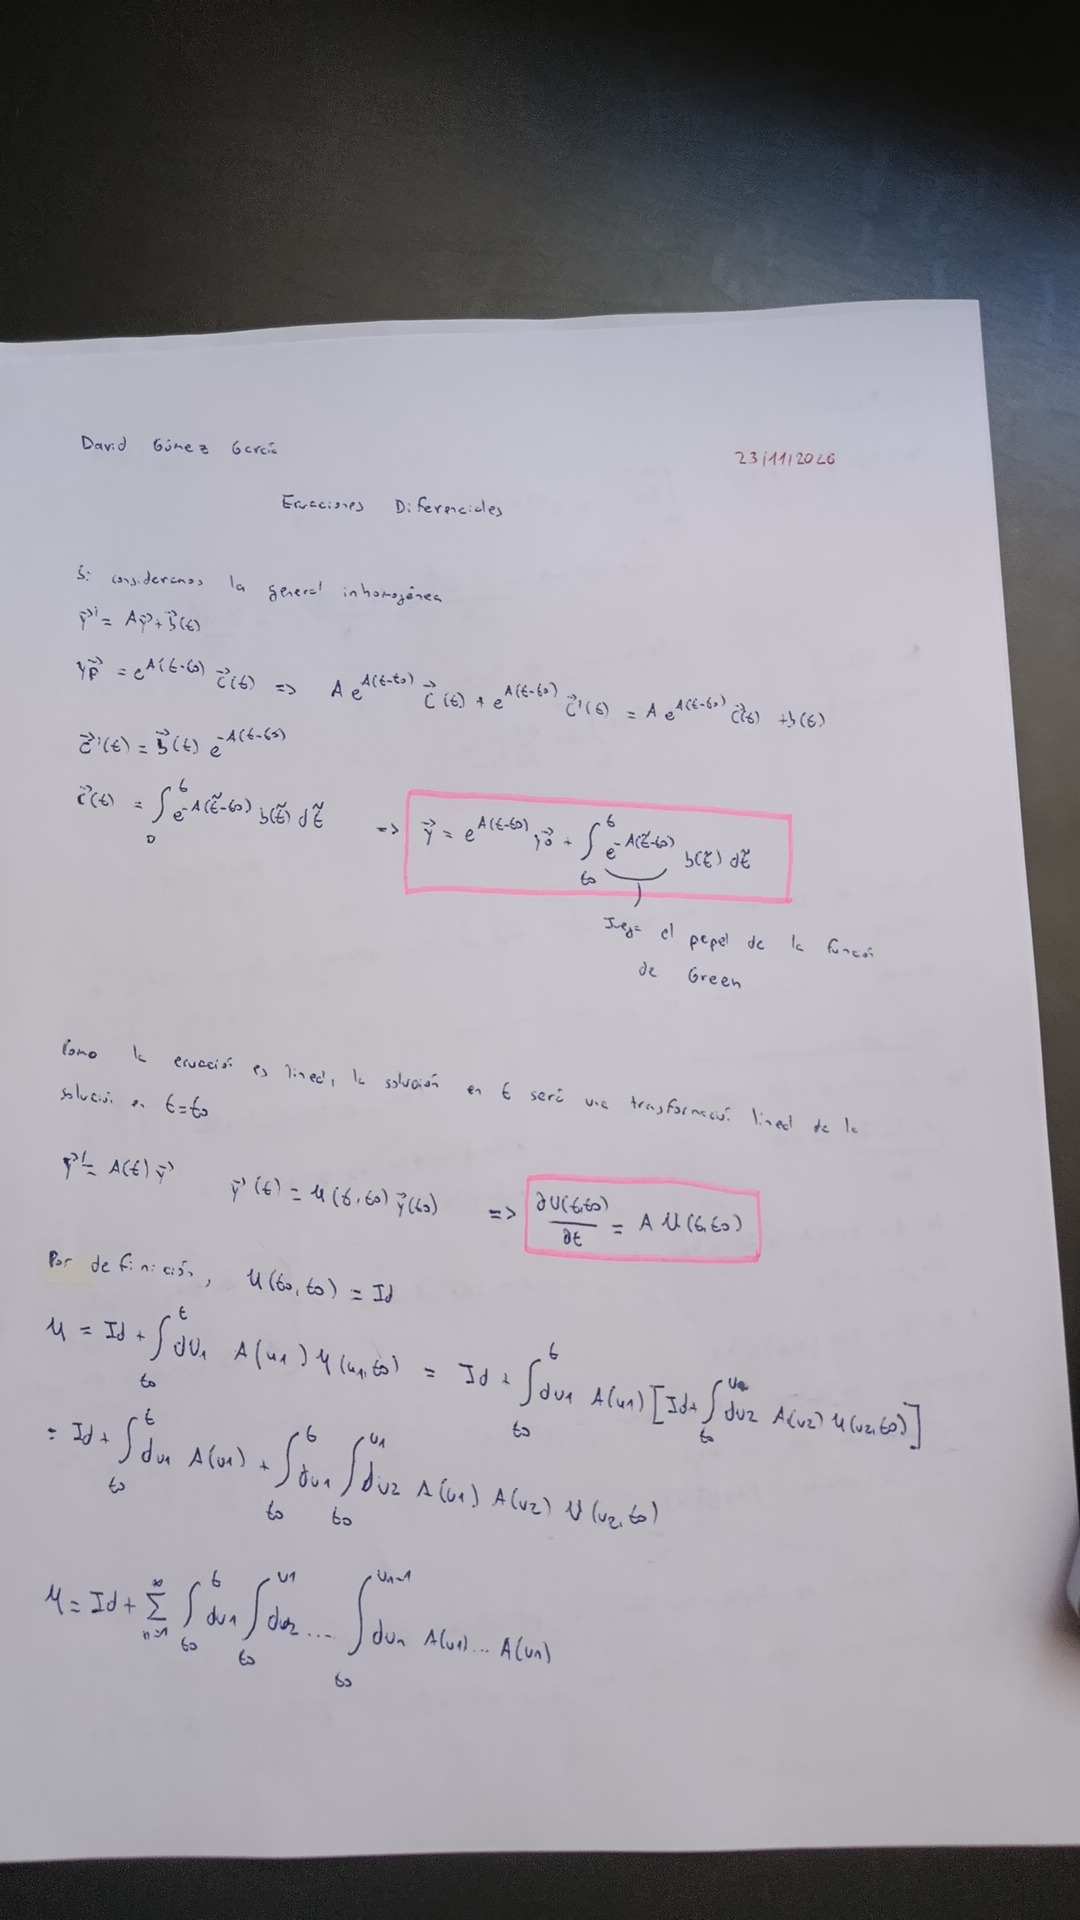 David Gómez García
23/11/2026
Ecuaciones Diferenciales
Si consideramos la general inhomogénea
y⃗' = Ay⃗ + b⃗(t)
y⃗p = e^{A(t-t0)} c⃗(t) => A e^{A(t-t0)} c⃗(t) + e^{A(t-t0)} c⃗'(t) = A e^{A(t-t0)} c⃗(t) + b(t)
c⃗'(t) = b⃗(t) e^{-A(t-t0)}
c⃗(t) = ∫_0^t e^{-A(t̃-t0)} b(t̃) dt̃ => y⃗ = e^{A(t-t0)} y⃗0 + ∫_{t0}^t e^{-A(t̃-t0)} b(t̃) dt̃
Juega el papel de la función
de Green
Como la ecuación es lineal, la solución en t será una transformación lineal de la
solución en t=t0
y⃗' = A(t) y⃗ y⃗(t) = U(t,t0) y⃗(t0) => ∂U(t,t0)/∂t = A U(t,t0)
Por definición, U(t0,t0) = Id
U = Id + ∫_{t0}^t du1 A(u1) U(u1,t0) = Id + ∫_{t0}^t du1 A(u1) [Id + ∫_{t0}^{u1} du2 A(u2) U(u2,t0)]
= Id + ∫_{t0}^t du1 A(u1) + ∫_{t0}^t du1 ∫_{t0}^{u1} du2 A(u1) A(u2) U(u2,t0)
U = Id + Σ_{n=1}^∞ ∫_{t0}^t du1 ∫_{t0}^{u1} du2 .... ∫_{t0}^{un-1} dun A(u1)... A(un)